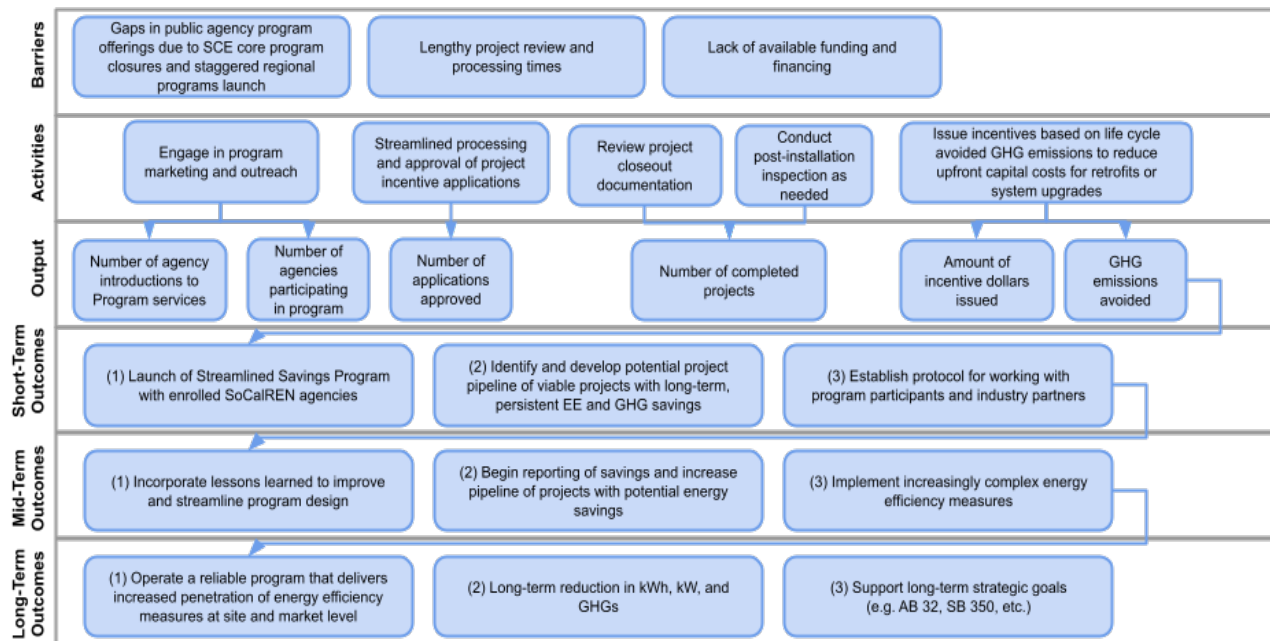 Barriers
Gaps in public agency program
offerings due to SCE core program
closures and staggered regional
programs launch
Lengthy project review and
processing times
Lack of available funding and
financing
Activities
Engage in program
marketing and outreach
Streamlined processing
and approval of project
incentive applications
Review project
closeout
documentation
Conduct
post-installation
inspection as
needed
Issue incentives based on life cycle
avoided GHG emissions to reduce
upfront capital costs for retrofits or
system upgrades
Output
Number of agency
introductions to
Program services
Number of
agencies
participating
in program
Number of
applications
approved
Number of completed
projects
Amount of
incentive dollars
issued
GHG
emissions
avoided
Short-Term
Outcomes
(1) Launch of Streamlined Savings Program
with enrolled SoCalREN agencies
(2) Identify and develop potential project
pipeline of viable projects with long-term,
persistent EE and GHG savings
(3) Establish protocol for working with
program participants and industry partners
Mid-Term
Outcomes
(1) Incorporate lessons learned to improve
and streamline program design
(2) Begin reporting of savings and increase
pipeline of projects with potential energy
savings
(3) Implement increasingly complex energy
efficiency measures
Long-Term
Outcomes
(1) Operate a reliable program that delivers
increased penetration of energy efficiency
measures at site and market level
(2) Long-term reduction in kWh, kW, and
GHGs
(3) Support long-term strategic goals
(e.g. AB 32, SB 350, etc.)